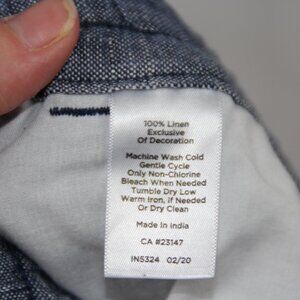 100% Linen
Exclusive
Of Decoration
Machine Wash Cold
Gentle Cycle
Only Non-Chlorine
Bleach When Needed
Tumble Dry Low
Warm Iron, if Needed
Or Dry Clean
Made in India
CA #23147
IN5324 02/20